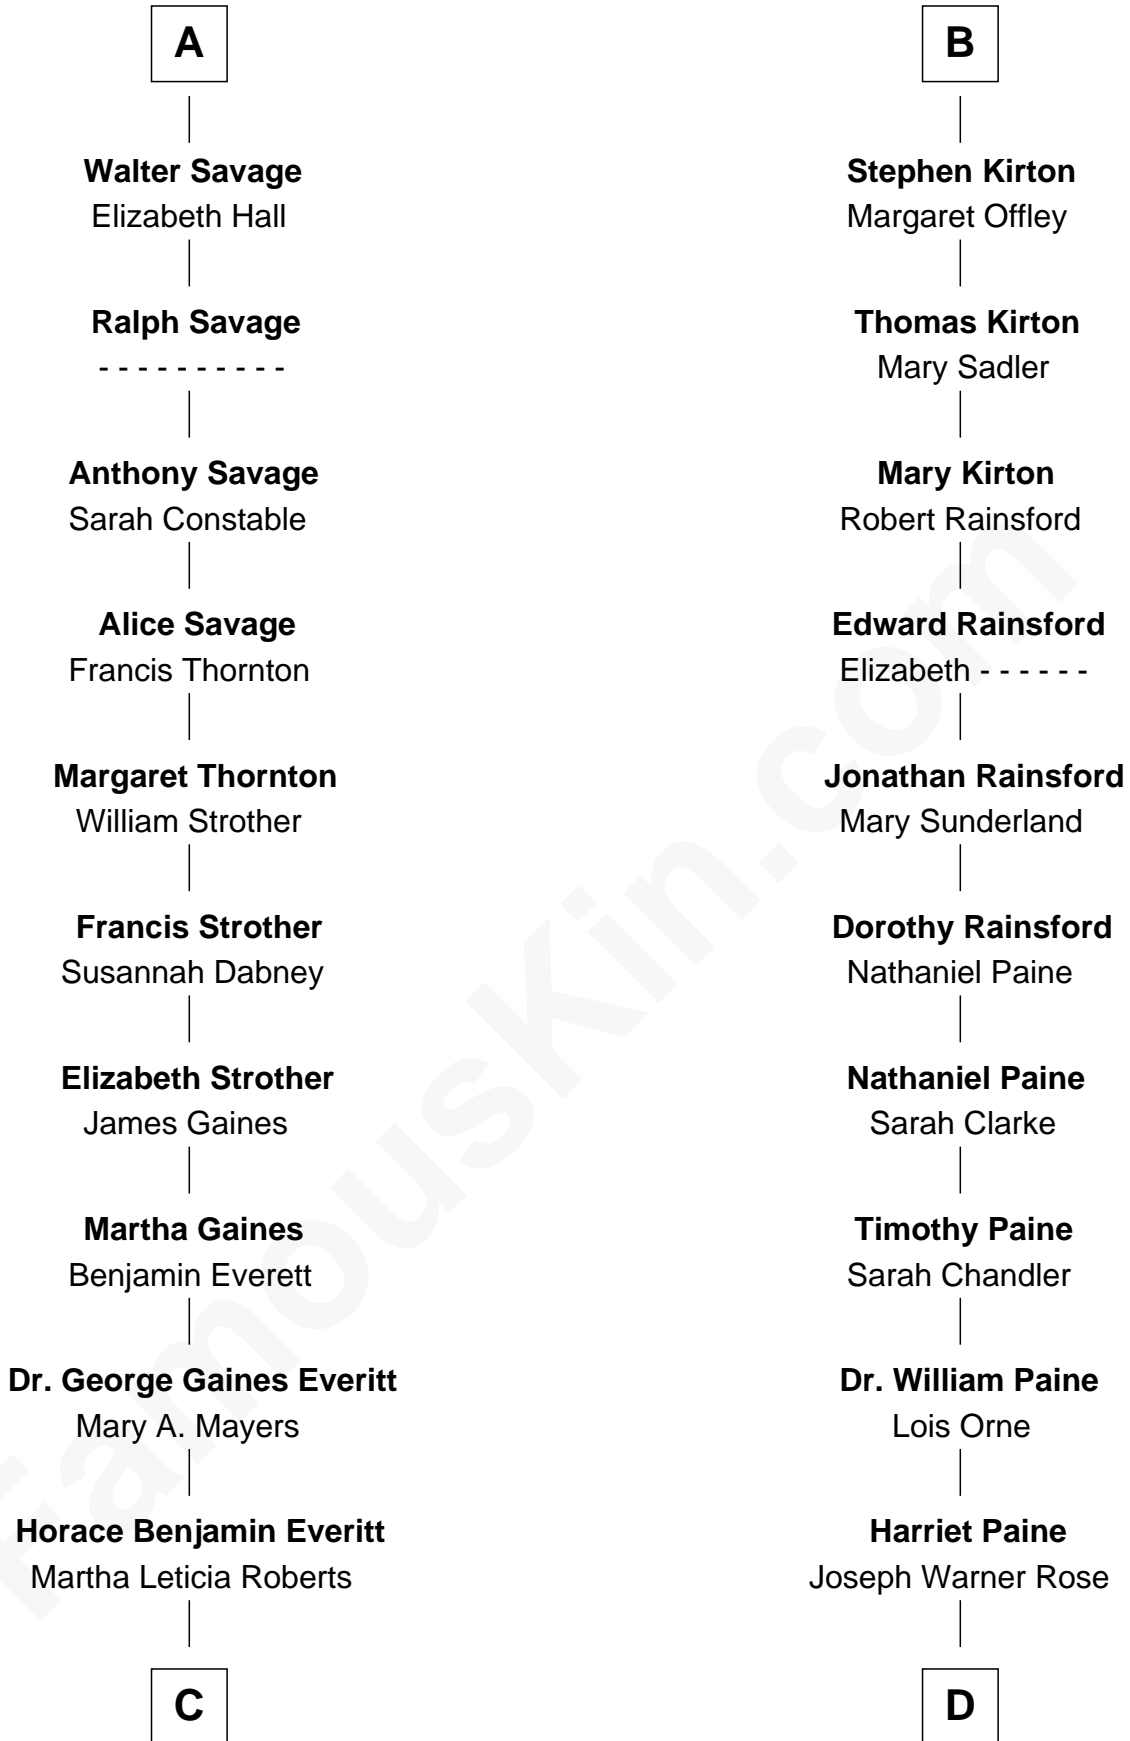 A
Walter Savage
Elizabeth Hall
Ralph Savage
- - - - - - - - - -
Anthony Savage
Sarah Constable
Alice Savage
Francis Thornton
Margaret Thornton
William Strother
Francis Strother
Susannah Dabney
Elizabeth Strother
James Gaines
Martha Gaines
Benjamin Everett
Dr. George Gaines Everitt
Mary A. Mayers
Horace Benjamin Everitt
Martha Leticia Roberts
C
B
Stephen Kirton
Margaret Offley
Thomas Kirton
Mary Sadler
Mary Kirton
Robert Rainsford
Edward Rainsford
Elizabeth - - - - - -
Jonathan Rainsford
Mary Sunderland
Dorothy Rainsford
Nathaniel Paine
Nathaniel Paine
Sarah Clarke
Timothy Paine
Sarah Chandler
Dr. William Paine
Lois Orne
Harriet Paine
Joseph Warner Rose
D
FamousKin.com